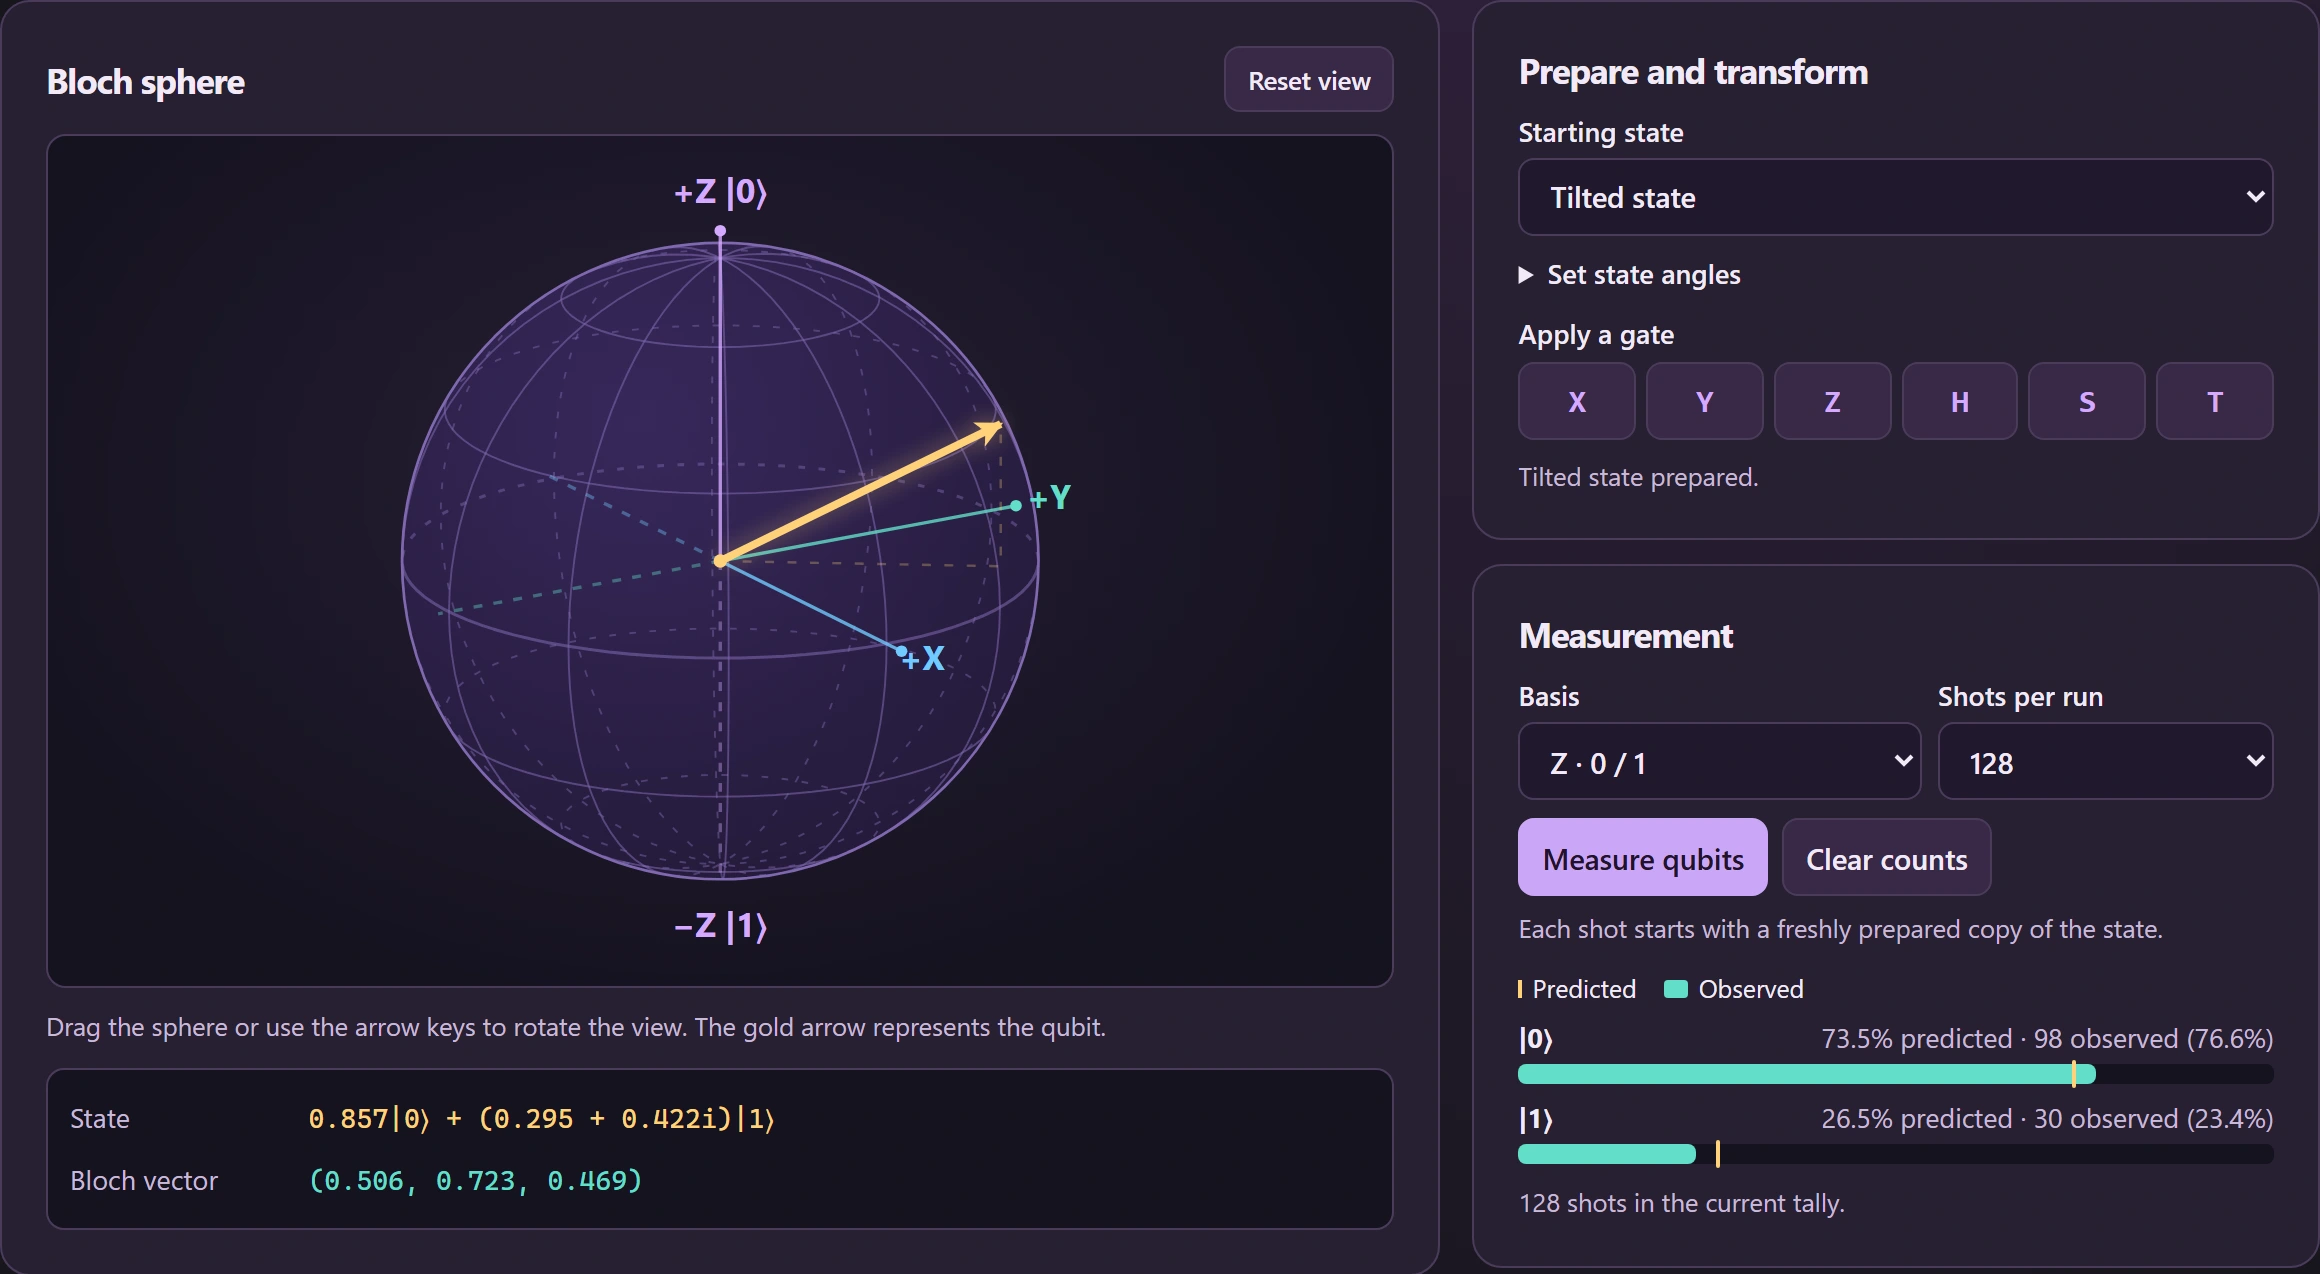 Bloch sphere
Reset view
+Z |0⟩
+Y
+X
−Z |1⟩
Drag the sphere or use the arrow keys to rotate the view. The gold arrow represents the qubit.
State 0.857|0⟩ + (0.295 + 0.422i)|1⟩
Bloch vector (0.506, 0.723, 0.469)
Prepare and transform
Starting state
Tilted state
Set state angles
Apply a gate
X Y Z H S T
Tilted state prepared.
Measurement
Basis Shots per run
Z · 0 / 1 128
Measure qubits Clear counts
Each shot starts with a freshly prepared copy of the state.
Predicted Observed
|0⟩ 73.5% predicted · 98 observed (76.6%)
|1⟩ 26.5% predicted · 30 observed (23.4%)
128 shots in the current tally.